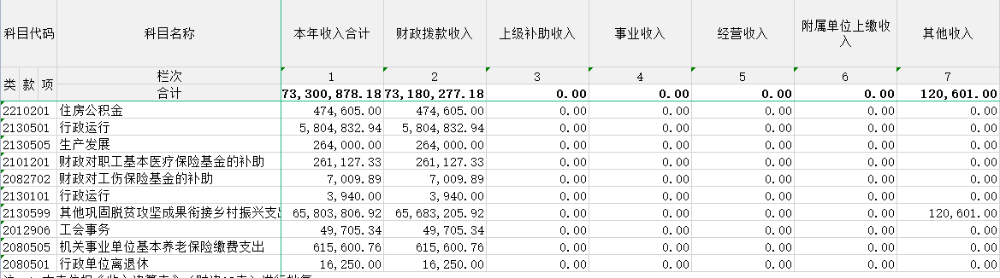 科目代码 科目名称 本年收入合计 财政拨款收入 上级补助收入 事业收入 经营收入 附属单位上缴收入 其他收入
类 款 项 栏次 1 2 3 4 5 6 7
合计 73,300,878.18 73,180,277.18 0.00 0.00 0.00 0.00 120,601.00
2210201 住房公积金 474,605.00 474,605.00 0.00 0.00 0.00 0.00 0.00
2130501 行政运行 5,804,832.94 5,804,832.94 0.00 0.00 0.00 0.00 0.00
2130505 生产发展 264,000.00 264,000.00 0.00 0.00 0.00 0.00 0.00
2101201 财政对职工基本医疗保险基金的补助 261,127.33 261,127.33 0.00 0.00 0.00 0.00 0.00
2082702 财政对工伤保险基金的补助 7,009.89 7,009.89 0.00 0.00 0.00 0.00 0.00
2130101 行政运行 3,940.00 3,940.00 0.00 0.00 0.00 0.00 0.00
2130599 其他巩固脱贫攻坚成果衔接乡村振兴支出 65,803,806.92 65,683,205.92 0.00 0.00 0.00 0.00 120,601.00
2012906 工会事务 49,705.34 49,705.34 0.00 0.00 0.00 0.00 0.00
2080505 机关事业单位基本养老保险缴费支出 615,600.76 615,600.76 0.00 0.00 0.00 0.00 0.00
2080501 行政单位离退休 16,250.00 16,250.00 0.00 0.00 0.00 0.00 0.00